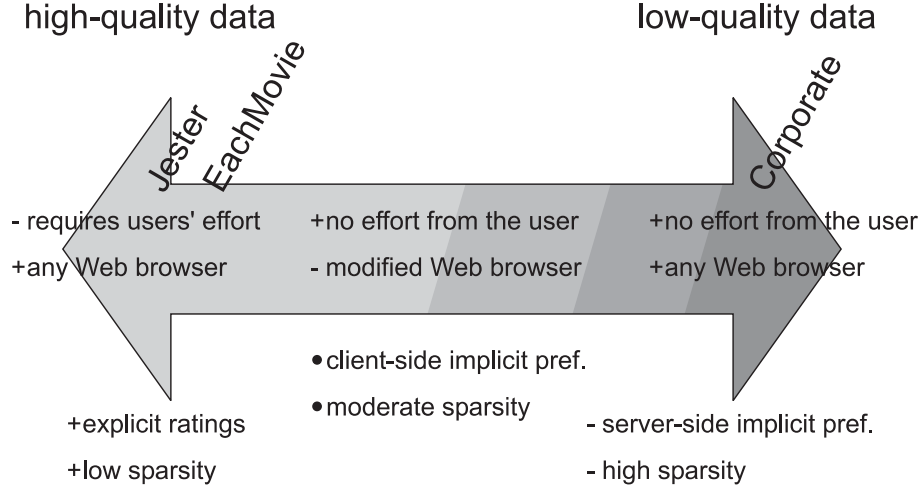 high-quality data
low-quality data
Jester
EachMovie
Corporate
- requires users' effort
+any Web browser
+no effort from the user
- modified Web browser
+no effort from the user
+any Web browser
•client-side implicit pref.
•moderate sparsity
+explicit ratings
+low sparsity
- server-side implicit pref.
- high sparsity